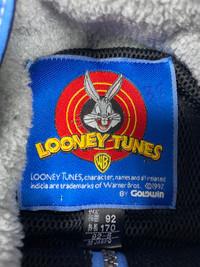 LOONEY TUNES
WB
LOONEY TUNES, character, names and all related
indicia are trademarks of Warner Bros. ©1992
BY GOLDWIN
92
170